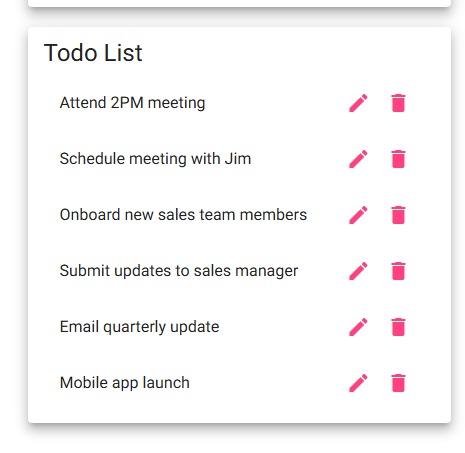 Todo List
Attend 2PM meeting
Schedule meeting with Jim
Onboard new sales team members
Submit updates to sales manager
Email quarterly update
Mobile app launch